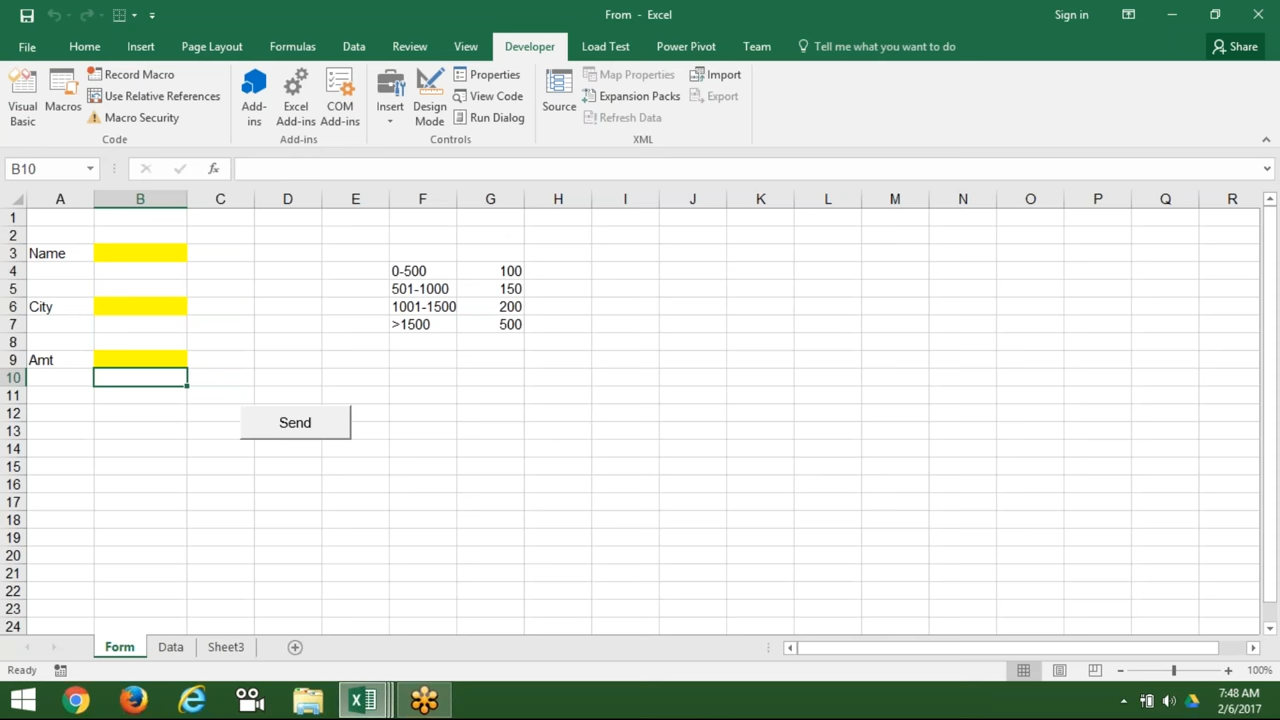 From - Excel
Sign in
File Home Insert Page Layout Formulas Data Review View Developer Load Test Power Pivot Team Tell me what you want to do Share
Visual Basic
Macros
Record Macro
Use Relative References
Macro Security
Code
Add-ins
Excel Add-ins
COM Add-ins
Add-ins
Insert
Design Mode
Properties
View Code
Run Dialog
Controls
Source
Map Properties
Expansion Packs
Refresh Data
Import
Export
XML
B10
fx
A B C D E F G H I J K L M N O P Q R
1
2
3 Name
4 0-500 100
5 501-1000 150
6 City 1001-1500 200
7 >1500 500
8
9 Amt
10
11
12
Send
13
14
15
16
17
18
19
20
21
22
23
24
Form Data Sheet3
Ready
100%
7:48 AM
2/6/2017